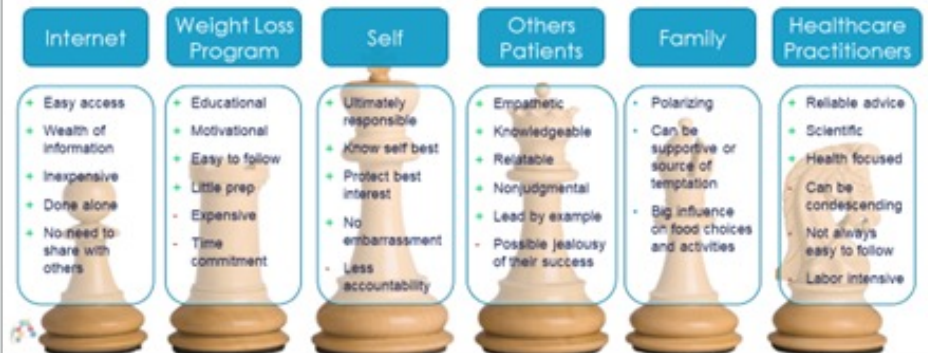 Internet
+ Easy access
+ Wealth of
information
+ Inexpensive
+ Done alone
+ No need to
share with
others
Weight Loss
Program
+ Educational
+ Motivational
+ Easy to follow
+ Little prep
- Expensive
- Time
commitment
Self
+ Ultimately
responsible
+ Know self best
+ Protect best
interest
+ No
embarrassment
- Less
accountability
Others
Patients
+ Empathetic
+ Knowledgeable
+ Relatable
+ Nonjudgmental
+ Lead by example
- Possible jealousy
of their success
Family
• Polarizing
• Can be
supportive or
source of
temptation
• Big influence
on food choices
and activities
Healthcare
Practitioners
+ Reliable advice
+ Scientific
+ Health focused
- Can be
condescending
- Not always
easy to follow
- Labor intensive